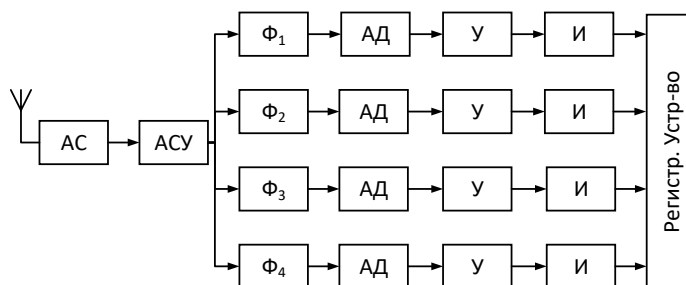 Ф₁ АД У И
Ф₂ АД У И
АС АСУ
Ф₃ АД У И
Ф₄ АД У И
Регистр. Устр-во